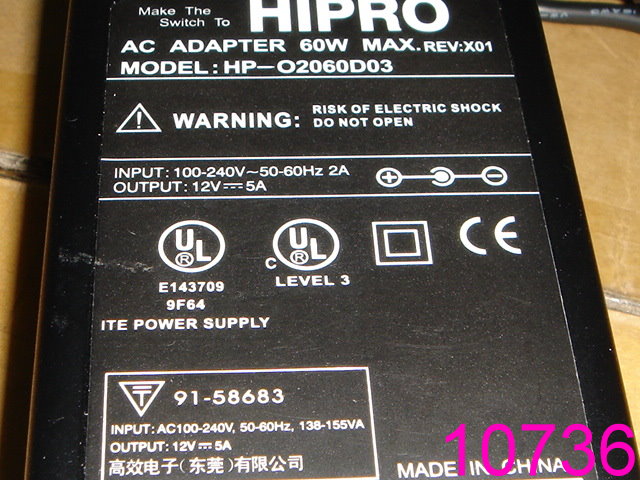 Make The
Switch To
HIPRO
AC ADAPTER 60W MAX. REV:X01
MODEL: HP-O2060D03
WARNING: RISK OF ELECTRIC SHOCK
DO NOT OPEN
INPUT: 100-240V~50-60Hz 2A
OUTPUT: 12V⎓5A
UL
®
E143709
9F64
C UL
®
LEVEL 3
CE
ITE POWER SUPPLY
91-58683
INPUT: AC100-240V, 50-60Hz, 138-155VA
OUTPUT: 12V⎓5A
高效电子(东莞)有限公司
MADE IN CHINA
10736